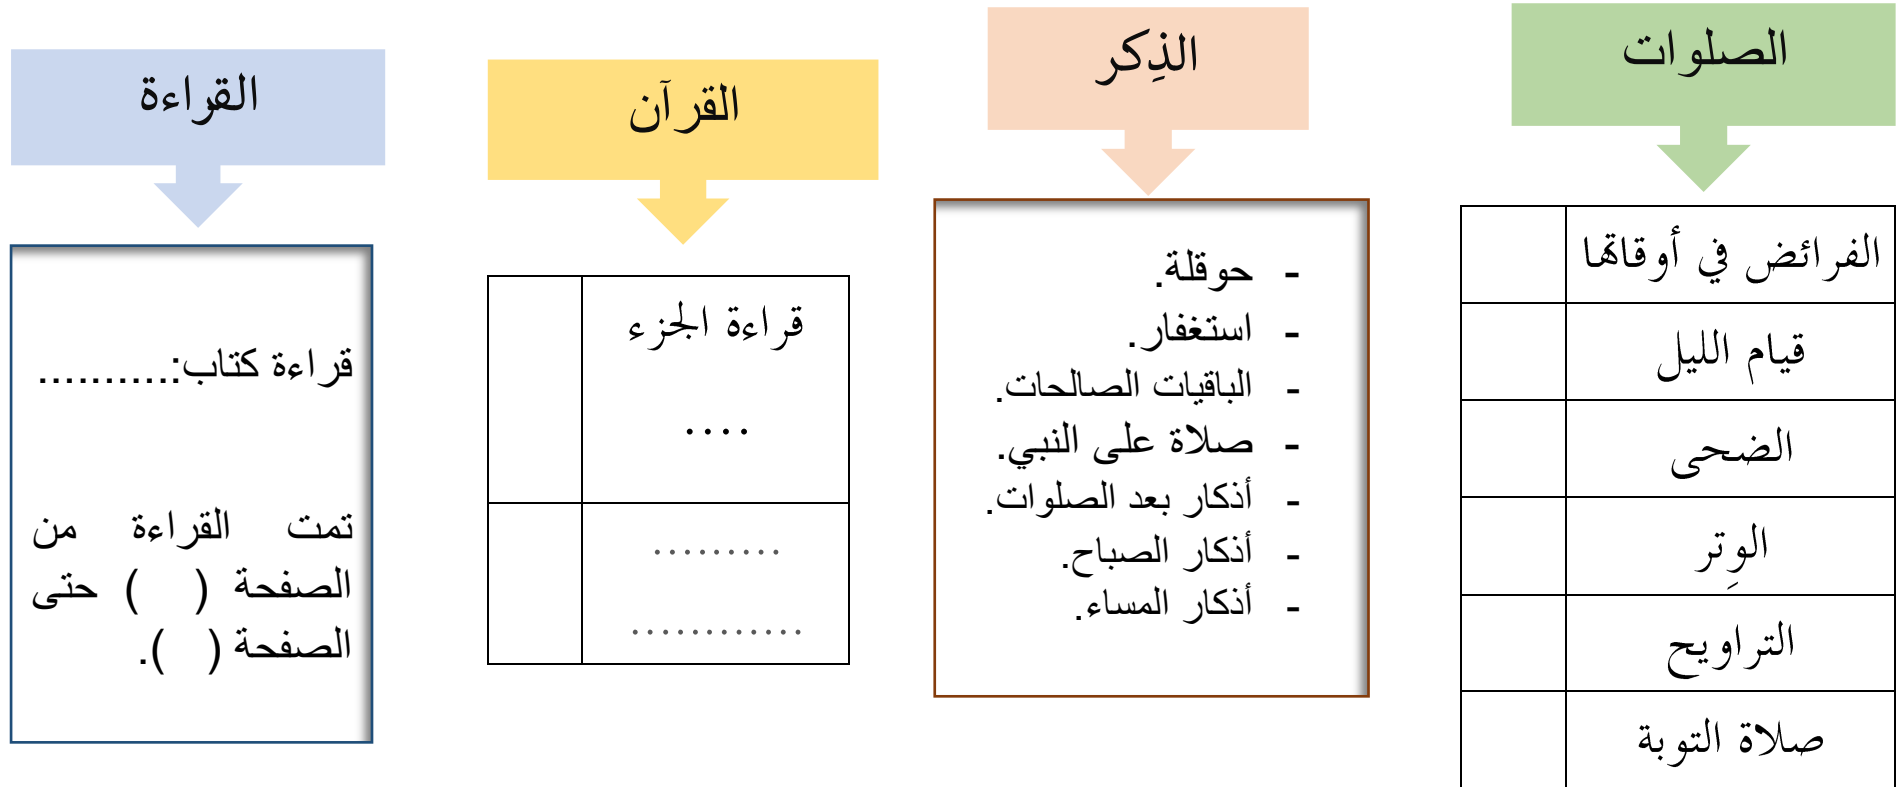 الصلوات
الفرائض في أوقاتها
قيام الليل
الضحى
الوِتر
التراويح
صلاة التوبة
الذِكر
- حوقلة.
- استغفار.
- الباقيات الصالحات.
- صلاة على النبي.
- أذكار بعد الصلوات.
- أذكار الصباح.
- أذكار المساء.
القرآن
قراءة الجزء
....
.........
............
القراءة
قراءة كتاب:...........
تمت القراءة من
الصفحة (   ) حتى
الصفحة (   ).